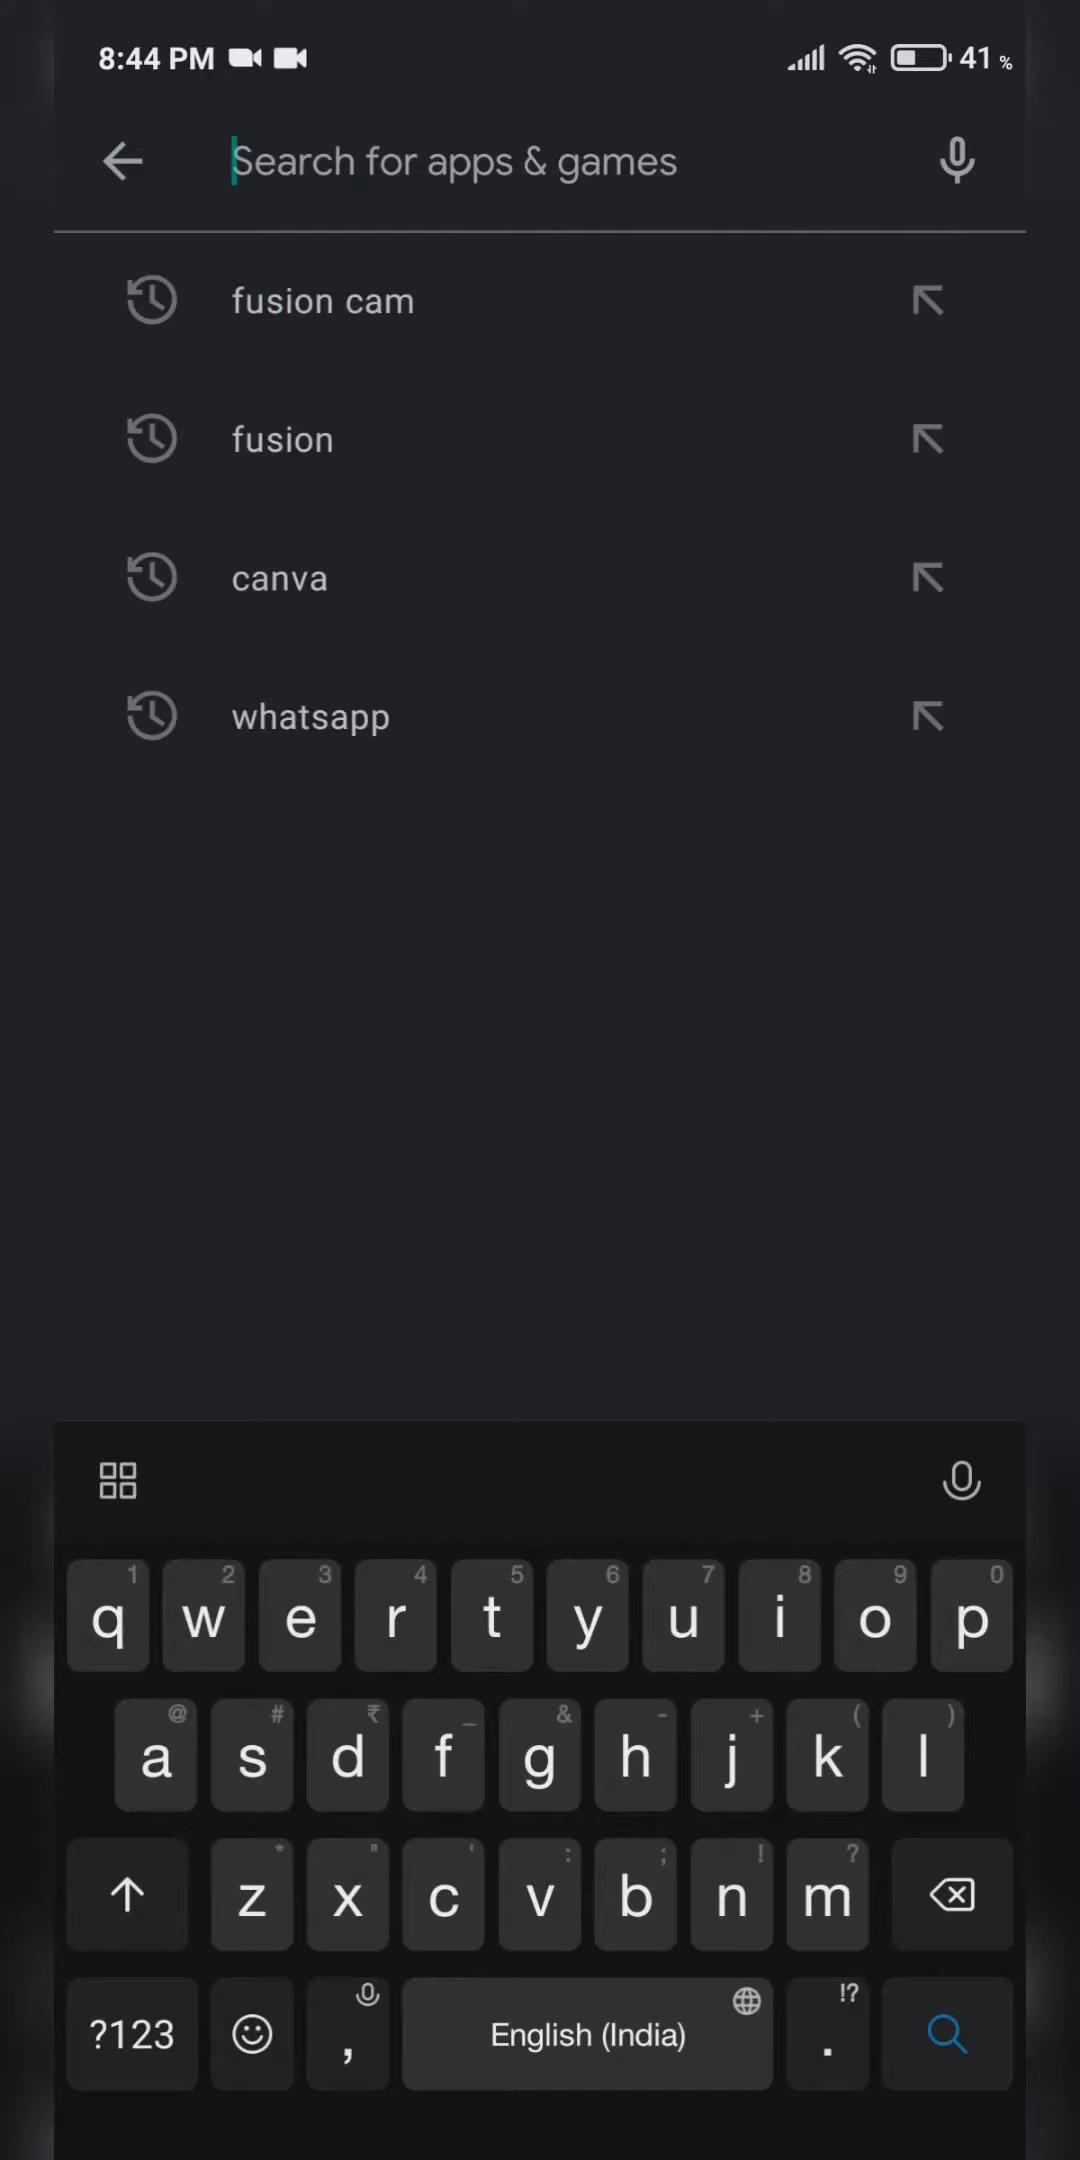 8:44 PM 41 %
Search for apps & games
fusion cam
fusion
canva
whatsapp
1 2 3 4 5 6 7 8 9 0
q w e r t y u i o p
@ # ₹ _ & - + ( )
a s d f g h j k l
* " ' : ; ! ?
z x c v b n m
!?
?123 , English (India) .